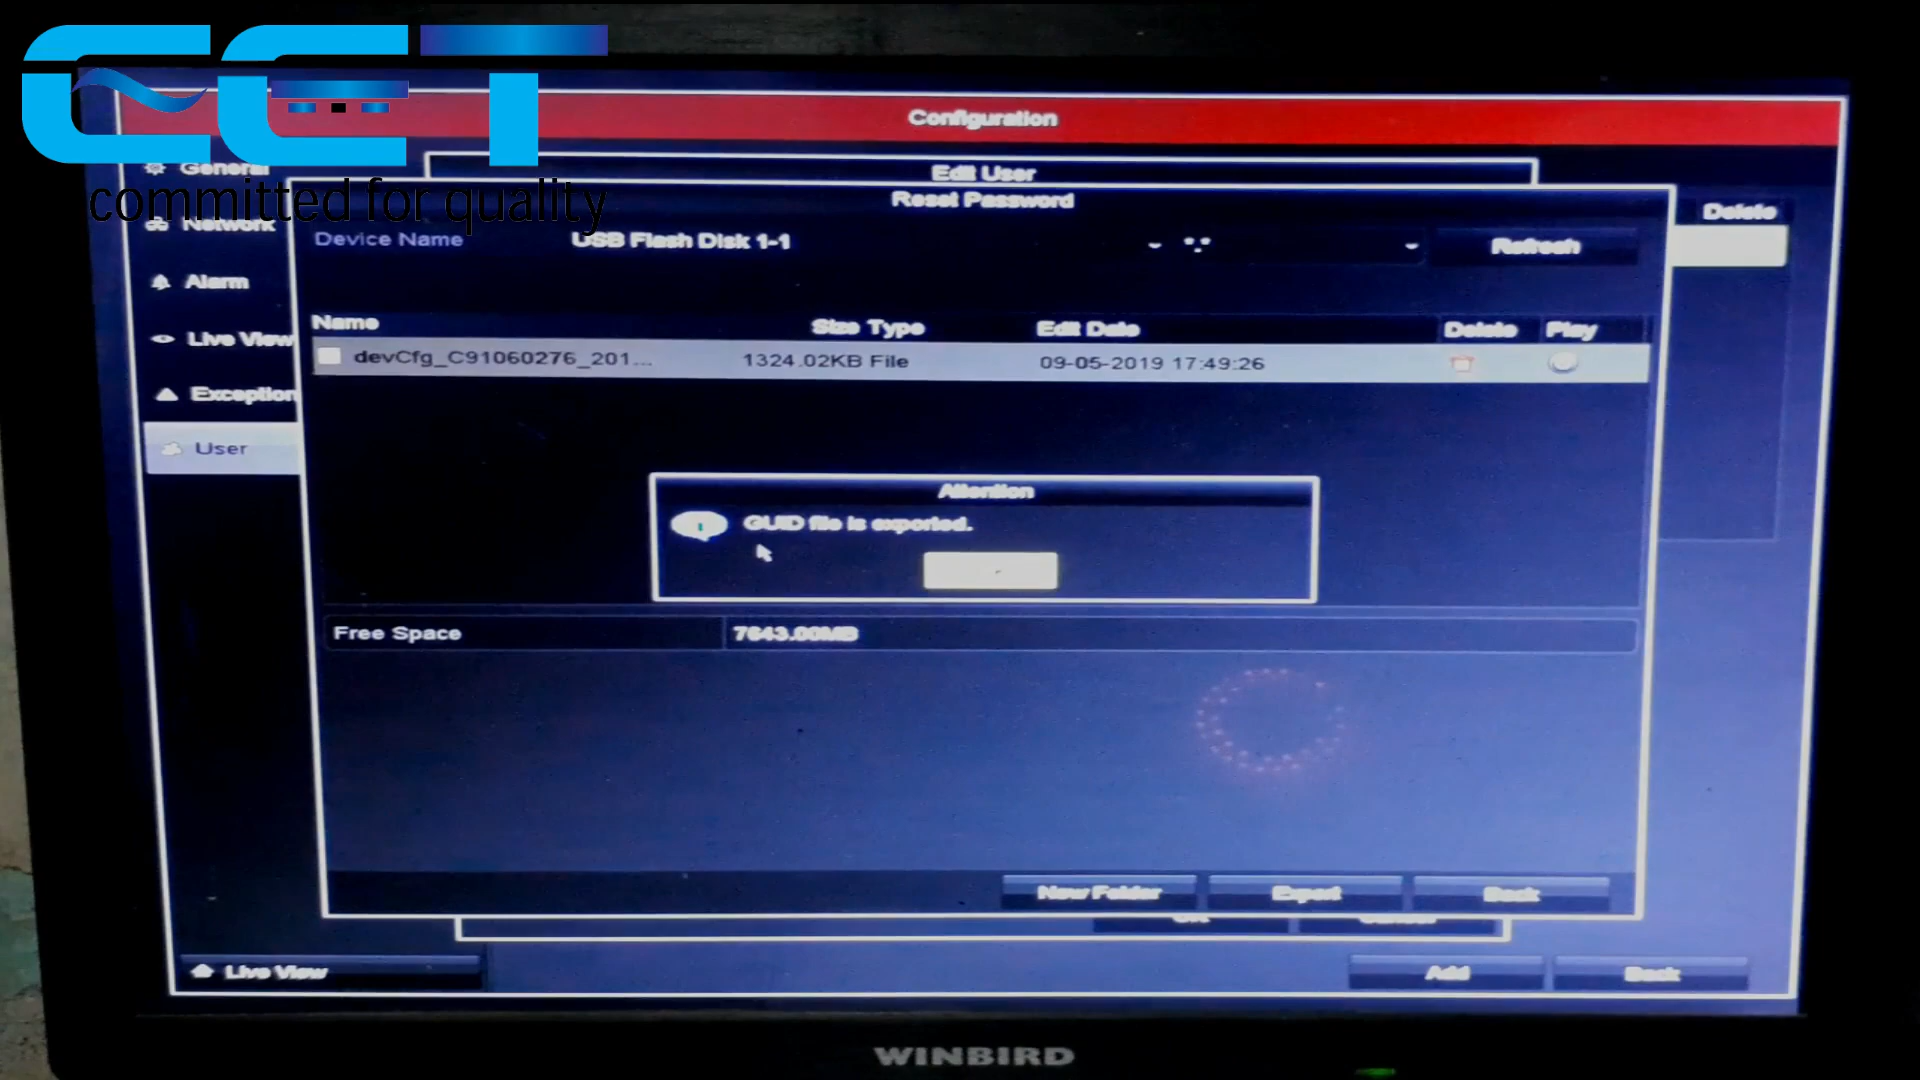 CCT
committed for quality
Configuration
General
Edit User
Reset Password
Network
Device Name USB Flash Disk 1-1 Refresh
Delete
Alarm
Name Size Type Edit Date Delete Play
Live View
devCfg_C91060276_201... 1324.02KB File 09-05-2019 17:49:26
Exception
User
Attention
GUID file is exported.
Free Space 7643.00MB
New Folder Export Back
OK Cancel
Live View Add Back
WINBIRD